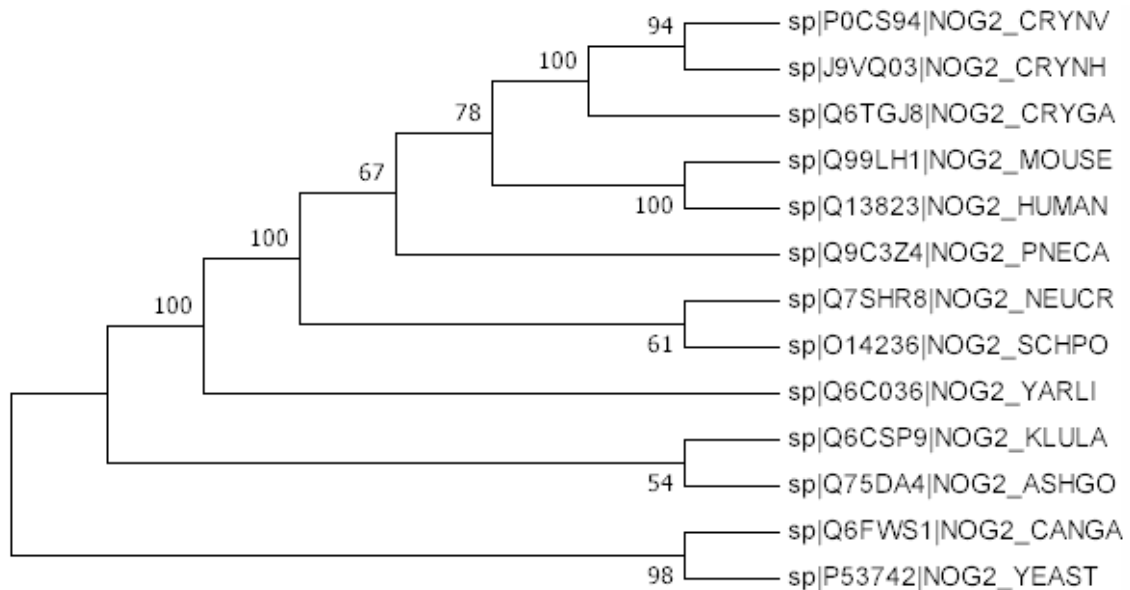 94
sp|P0CS94|NOG2_CRYNV
sp|J9VQ03|NOG2_CRYNH
100
sp|Q6TGJ8|NOG2_CRYGA
78
sp|Q99LH1|NOG2_MOUSE
67
100
sp|Q13823|NOG2_HUMAN
100
sp|Q9C3Z4|NOG2_PNECA
sp|Q7SHR8|NOG2_NEUCR
100
61
sp|O14236|NOG2_SCHPO
sp|Q6C036|NOG2_YARLI
sp|Q6CSP9|NOG2_KLULA
54
sp|Q75DA4|NOG2_ASHGO
sp|Q6FWS1|NOG2_CANGA
98
sp|P53742|NOG2_YEAST